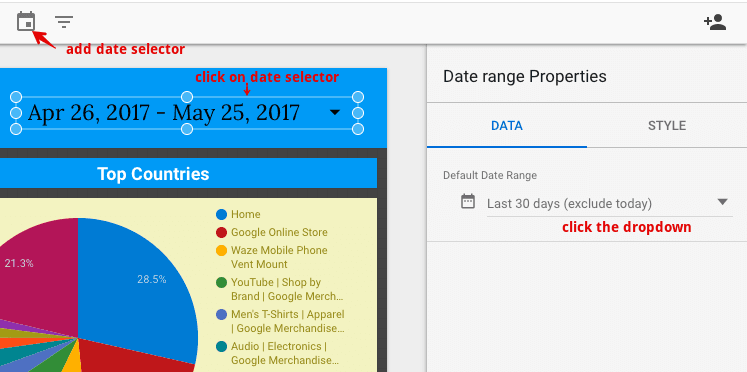 add date selector
click on date selector
Apr 26, 2017 - May 25, 2017
Top Countries
21.3%
28.5%
Home
Google Online Store
Waze Mobile Phone
Vent Mount
YouTube | Shop by
Brand | Google Merch...
Men's T-Shirts | Apparel
| Google Merchandise...
Audio | Electronics |
Google Merchandise...
Date range Properties
DATA
STYLE
Default Date Range
Last 30 days (exclude today)
click the dropdown